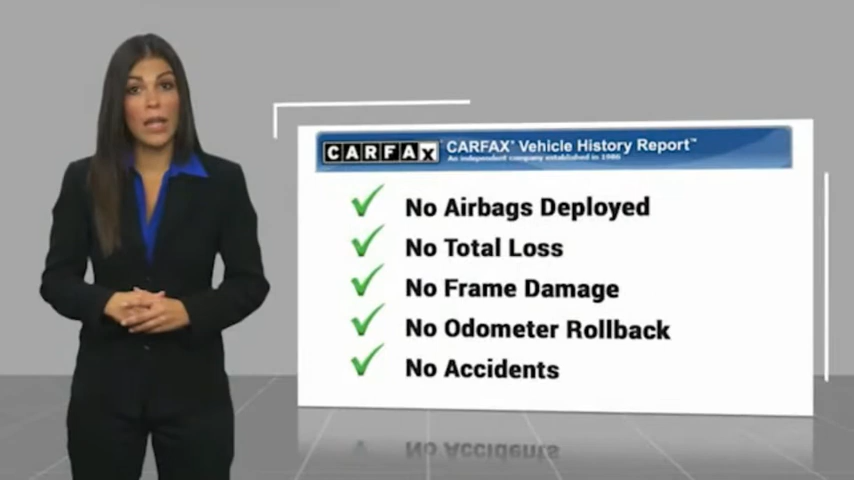 CARFAX
CARFAX® Vehicle History Report™
An independent company established in 1986
No Airbags Deployed
No Total Loss
No Frame Damage
No Odometer Rollback
No Accidents